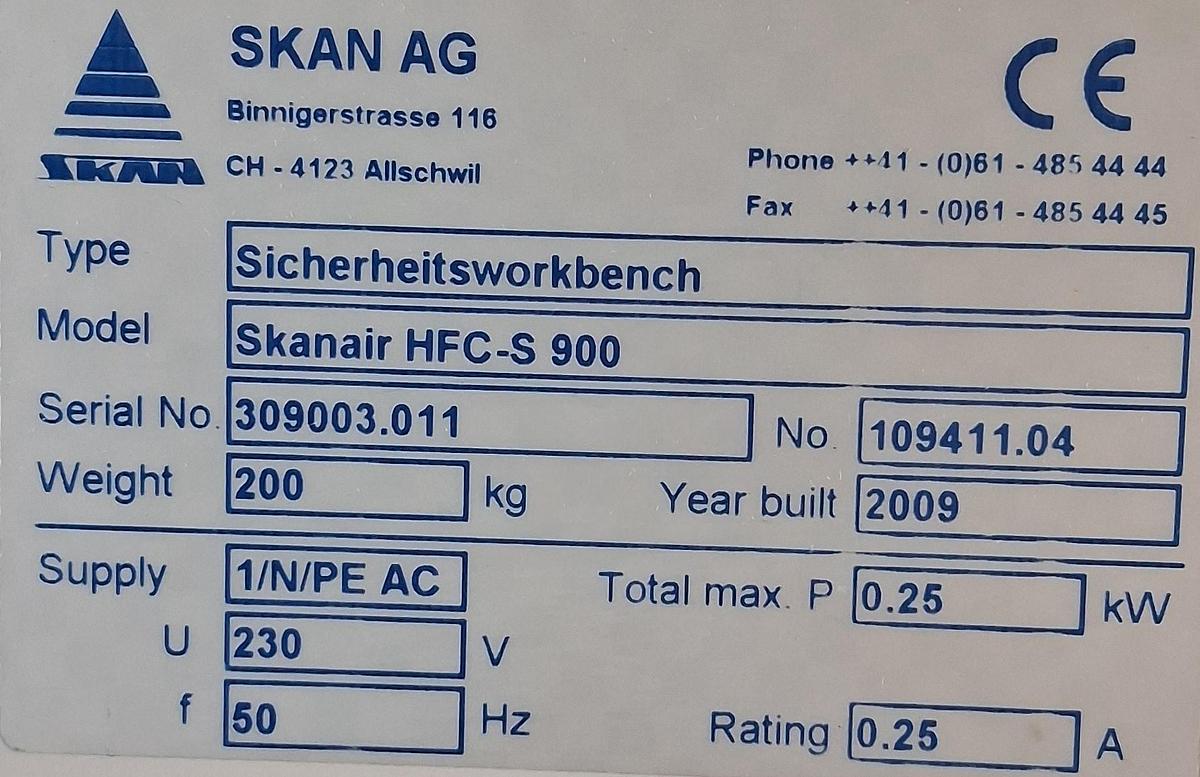 SKAN AG
Binnigerstrasse 116
SKAN CH - 4123 Allschwil
CE
Phone ++41 - (0)61 - 485 44 44
Fax ++41 - (0)61 - 485 44 45
Type Sicherheitsworkbench
Model Skanair HFC-S 900
Serial No. 309003.011 No. 109411.04
Weight 200 kg Year built 2009
Supply 1/N/PE AC Total max. P 0.25 kW
U 230 V
f 50 Hz Rating 0.25 A